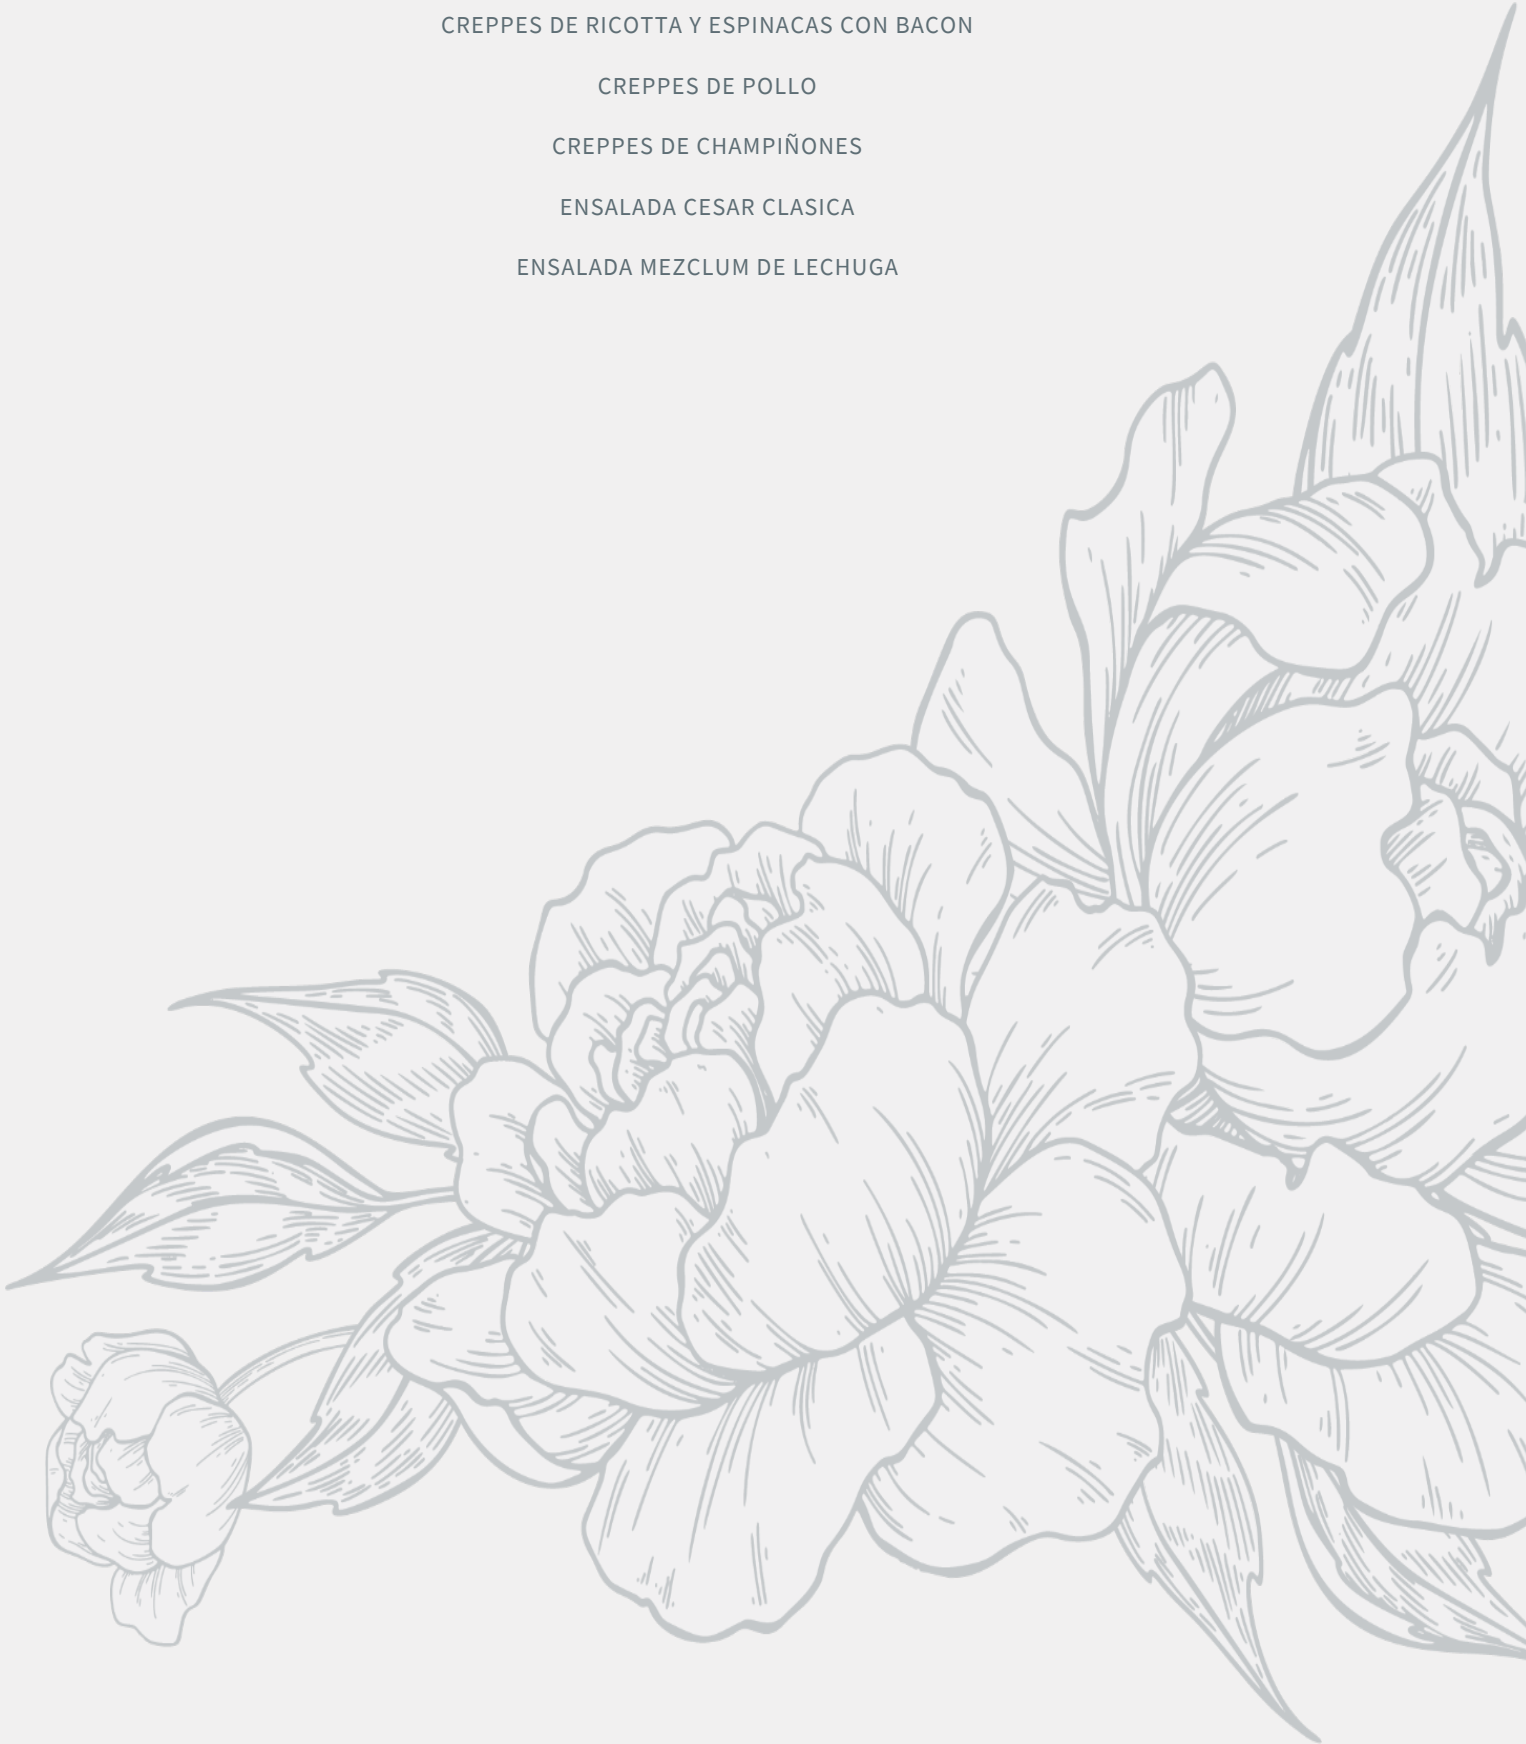 CREPPES DE RICOTTA Y ESPINACAS CON BACON
CREPPES DE POLLO
CREPPES DE CHAMPIÑONES
ENSALADA CESAR CLASICA
ENSALADA MEZCLUM DE LECHUGA